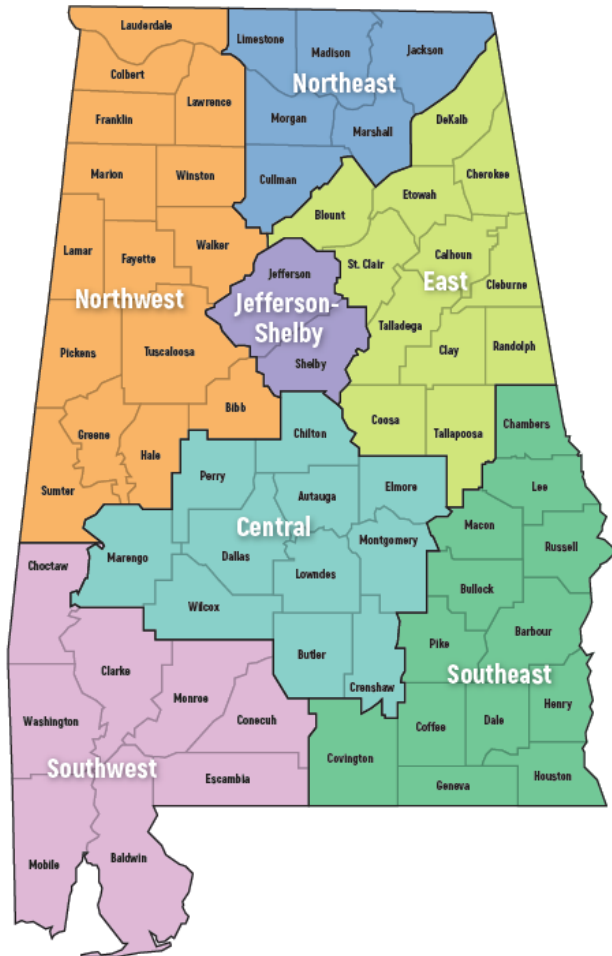 Lauderdale
Limestone
Madison
Jackson
Colbert
Northeast
Lawrence
Franklin
Morgan
Marshall
DeKalb
Marion
Winston
Cullman
Cherokee
Etowah
Blount
Lamar
Fayette
Walker
Jefferson
St. Clair
Calhoun
East
Cleburne
Northwest
Jefferson-
Shelby
Talladega
Pickens
Tuscaloosa
Shelby
Clay
Randolph
Bibb
Greene
Hale
Chilton
Coosa
Tallapoosa
Chambers
Sumter
Perry
Autauga
Elmore
Lee
Central
Macon
Montgomery
Choctaw
Marengo
Dallas
Lowndes
Russell
Bullock
Wilcox
Barbour
Clarke
Butler
Pike
Crenshaw
Southeast
Monroe
Washington
Conecuh
Coffee
Dale
Henry
Southwest
Escambia
Covington
Geneva
Houston
Mobile
Baldwin